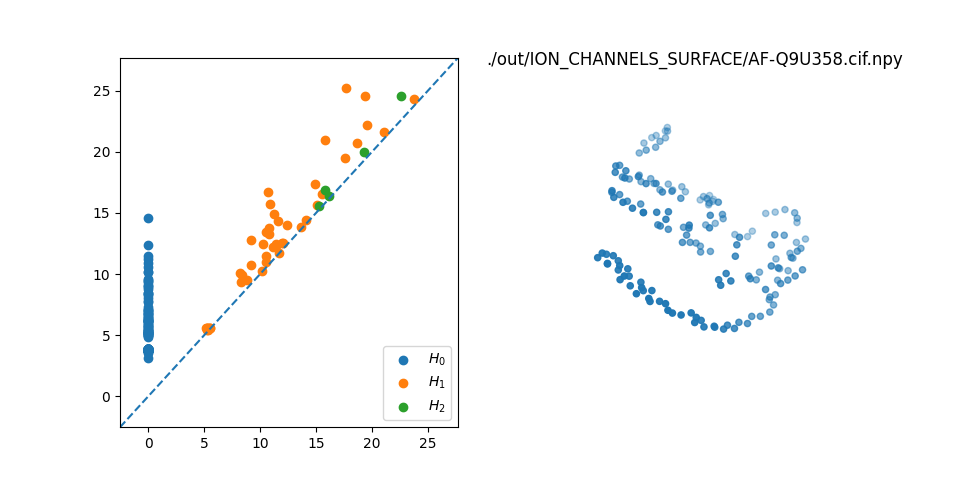 ./out/ION_CHANNELS_SURFACE/AF-Q9U358.cif.npy
25
20
15
10
5
0
H₀
H₁
H₂
0 5 10 15 20 25